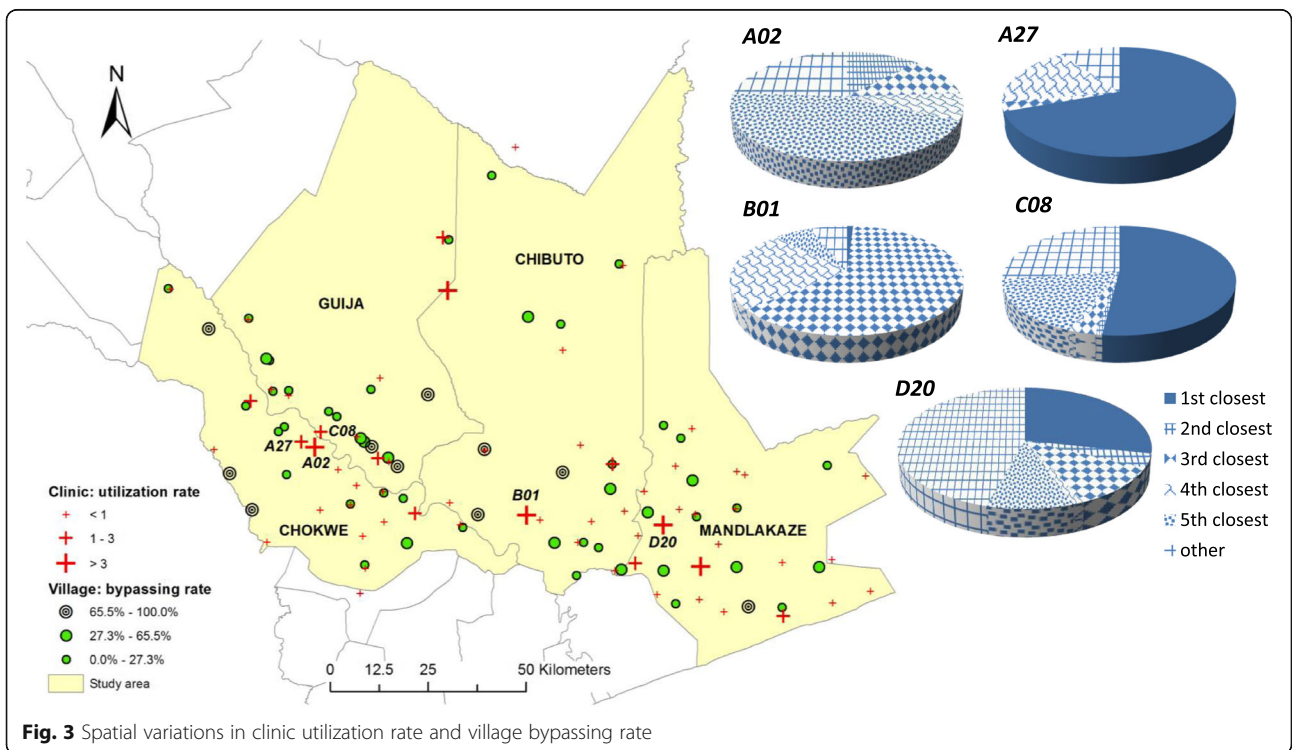 N
GUIJA
CHIBUTO
C08
A27
A02
B01
CHOKWE
D20
MANDLAKAZE
Clinic: utilization rate
< 1
1 - 3
> 3
Village: bypassing rate
65.5% - 100.0%
27.3% - 65.5%
0.0% - 27.3%
Study area
0 12.5 25 50 Kilometers
A02
A27
B01
C08
D20
1st closest
2nd closest
3rd closest
4th closest
5th closest
other
Fig. 3 Spatial variations in clinic utilization rate and village bypassing rate